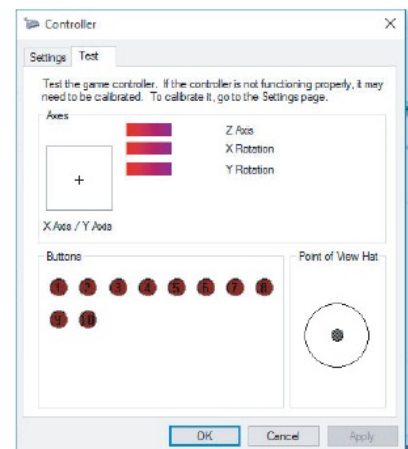 Controller
Settings Test
Test the game controller. If the controller is not functioning properly, it may
need to be calibrated. To calibrate it, go to the Settings page.
Axes
Z Axis
X Rotation
Y Rotation
X Axis / Y Axis
Buttons
1 2 3 4 5 6 7 8
9 10
Point of View Hat
OK Cancel Apply